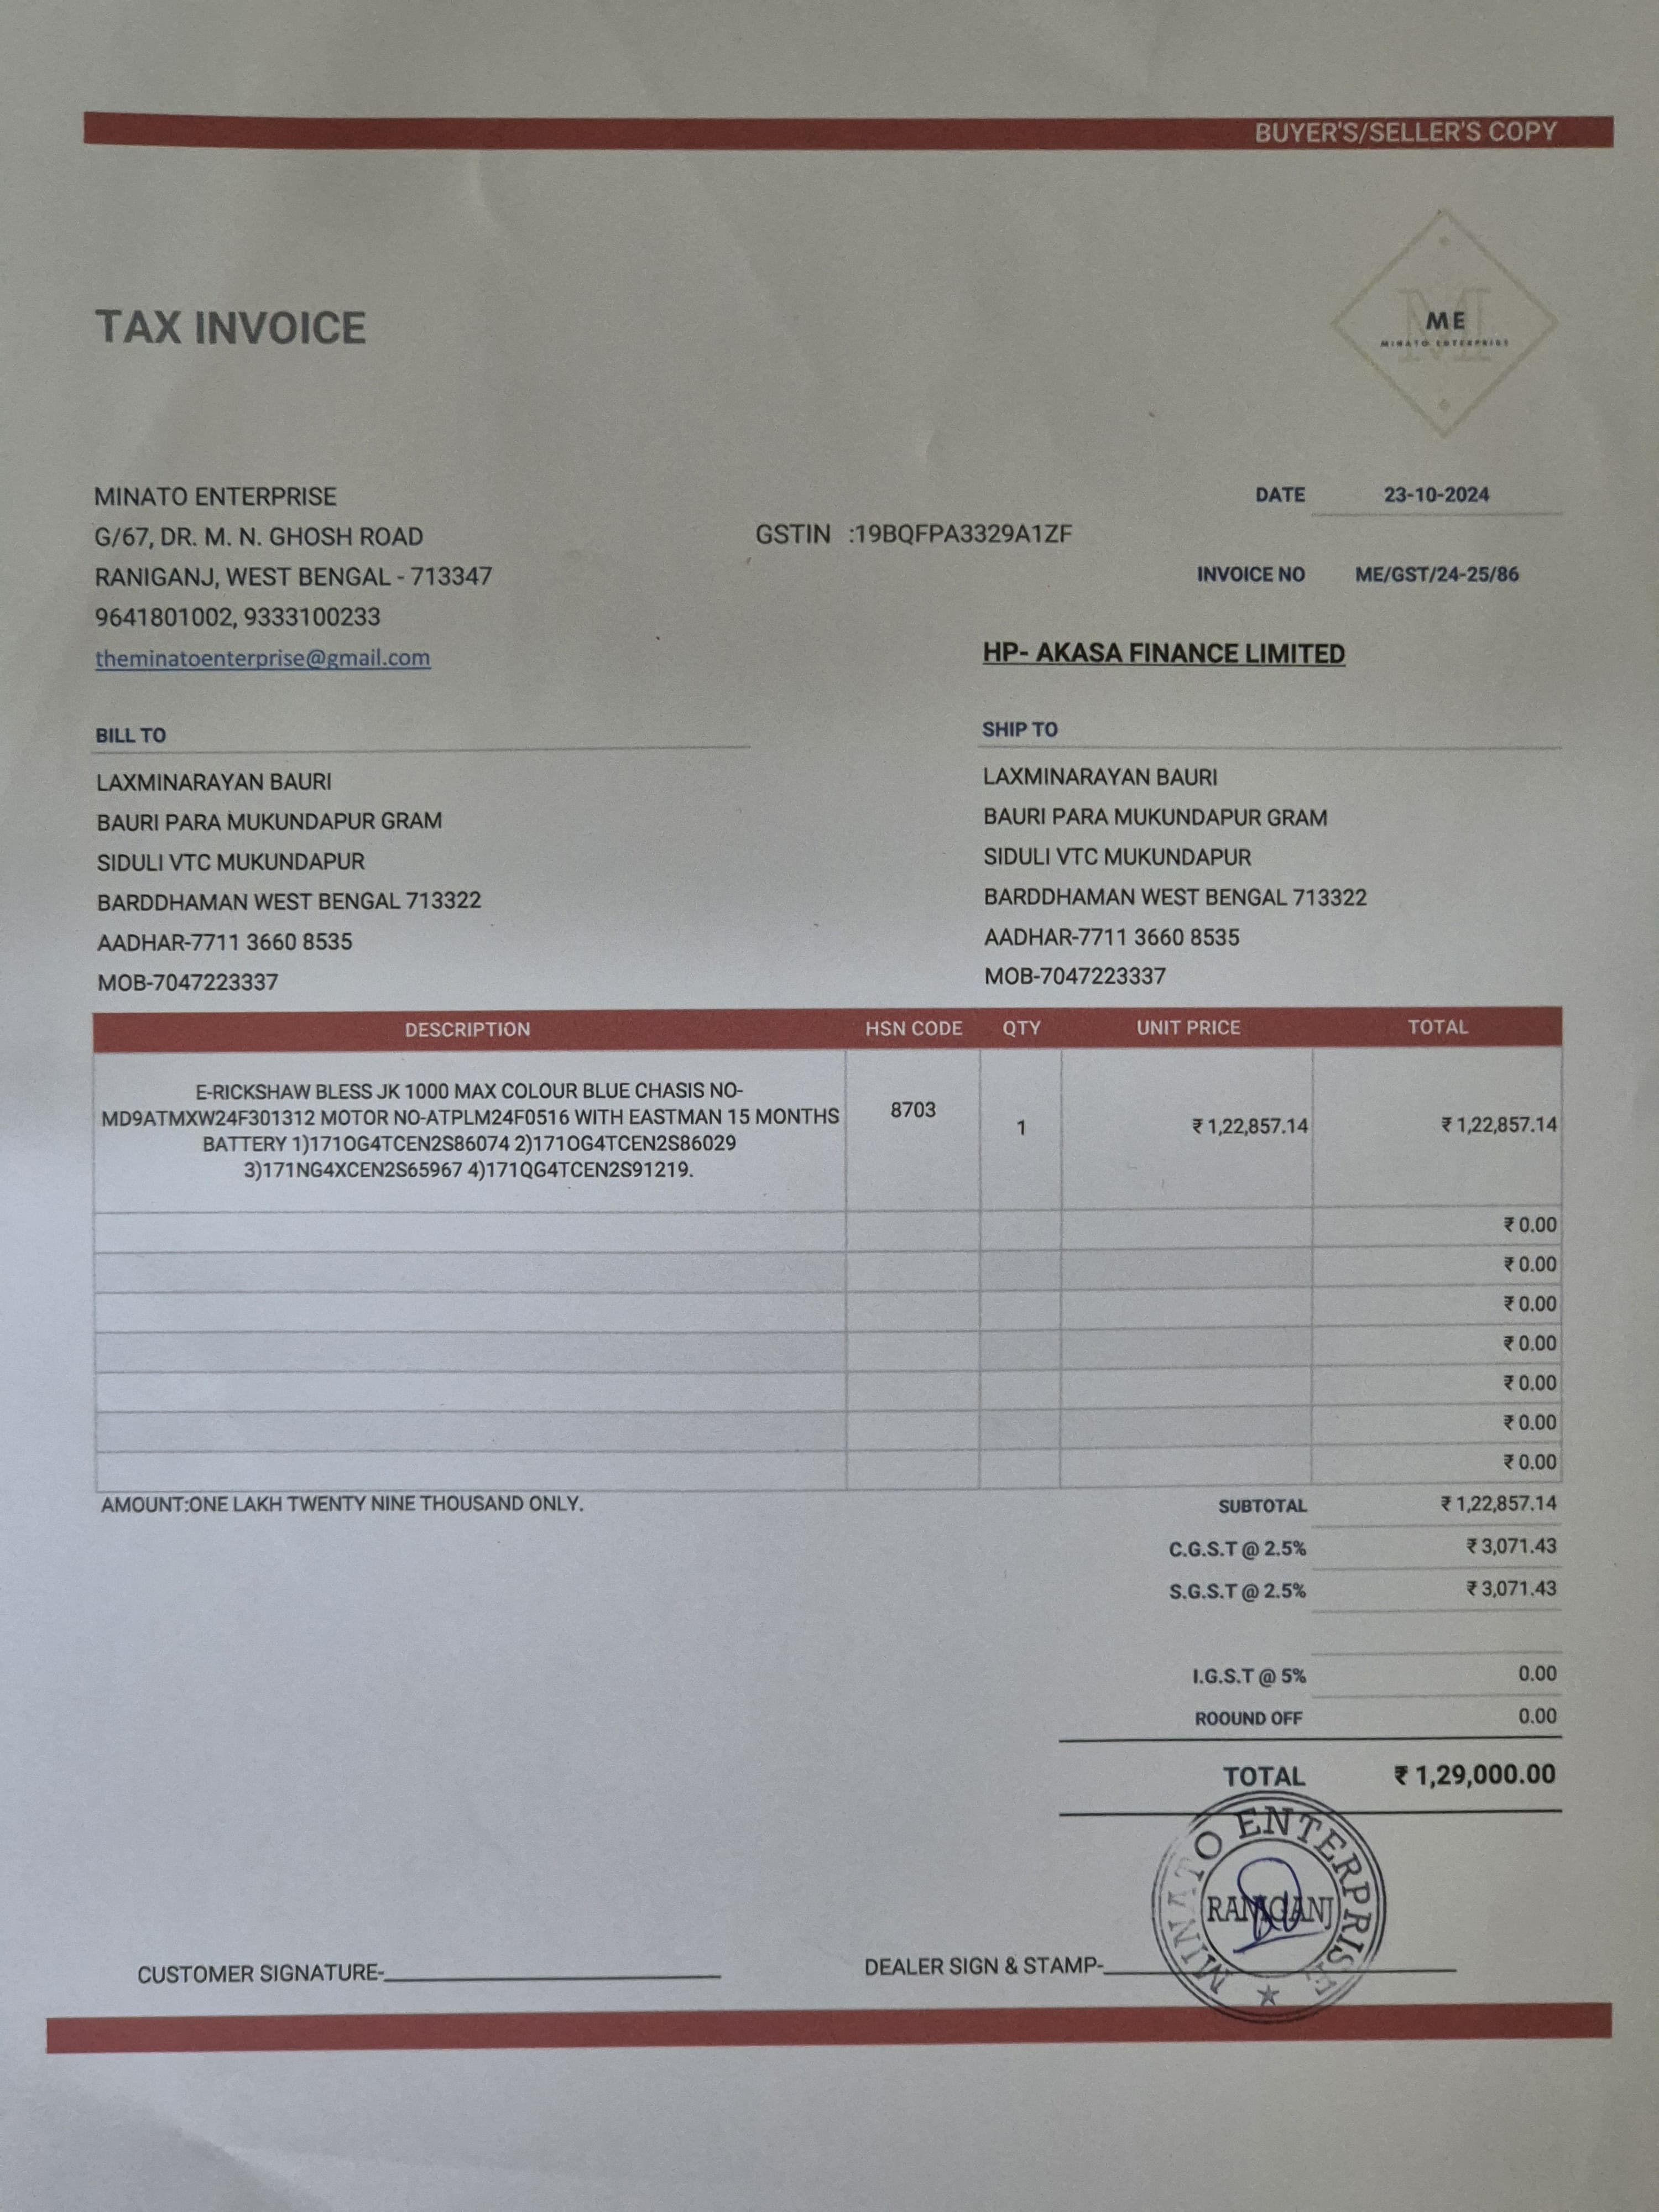 BUYER'S/SELLER'S COPY
TAX INVOICE
ME
MINATO ENTERPRISE
MINATO ENTERPRISE
G/67, DR. M. N. GHOSH ROAD
RANIGANJ, WEST BENGAL - 713347
9641801002, 9333100233
theminatoenterprise@gmail.com
GSTIN :19BQFPA3329A1ZF
DATE 23-10-2024
INVOICE NO ME/GST/24-25/86
HP- AKASA FINANCE LIMITED
BILL TO
LAXMINARAYAN BAURI
BAURI PARA MUKUNDAPUR GRAM
SIDULI VTC MUKUNDAPUR
BARDDHAMAN WEST BENGAL 713322
AADHAR-7711 3660 8535
MOB-7047223337
SHIP TO
LAXMINARAYAN BAURI
BAURI PARA MUKUNDAPUR GRAM
SIDULI VTC MUKUNDAPUR
BARDDHAMAN WEST BENGAL 713322
AADHAR-7711 3660 8535
MOB-7047223337
DESCRIPTION HSN CODE QTY UNIT PRICE TOTAL
E-RICKSHAW BLESS JK 1000 MAX COLOUR BLUE CHASIS NO-
MD9ATMXW24F301312 MOTOR NO-ATPLM24F0516 WITH EASTMAN 15 MONTHS
BATTERY 1)171OG4TCEN2S86074 2)171OG4TCEN2S86029
3)171NG4XCEN2S65967 4)171QG4TCEN2S91219.
8703 1 ₹ 1,22,857.14 ₹ 1,22,857.14
₹ 0.00
₹ 0.00
₹ 0.00
₹ 0.00
₹ 0.00
₹ 0.00
₹ 0.00
AMOUNT:ONE LAKH TWENTY NINE THOUSAND ONLY.
SUBTOTAL ₹ 1,22,857.14
C.G.S.T @ 2.5% ₹ 3,071.43
S.G.S.T @ 2.5% ₹ 3,071.43
I.G.S.T @ 5% 0.00
ROOUND OFF 0.00
TOTAL ₹ 1,29,000.00
MINATO ENTERPRISE
RANIGANJ
CUSTOMER SIGNATURE-
DEALER SIGN & STAMP-